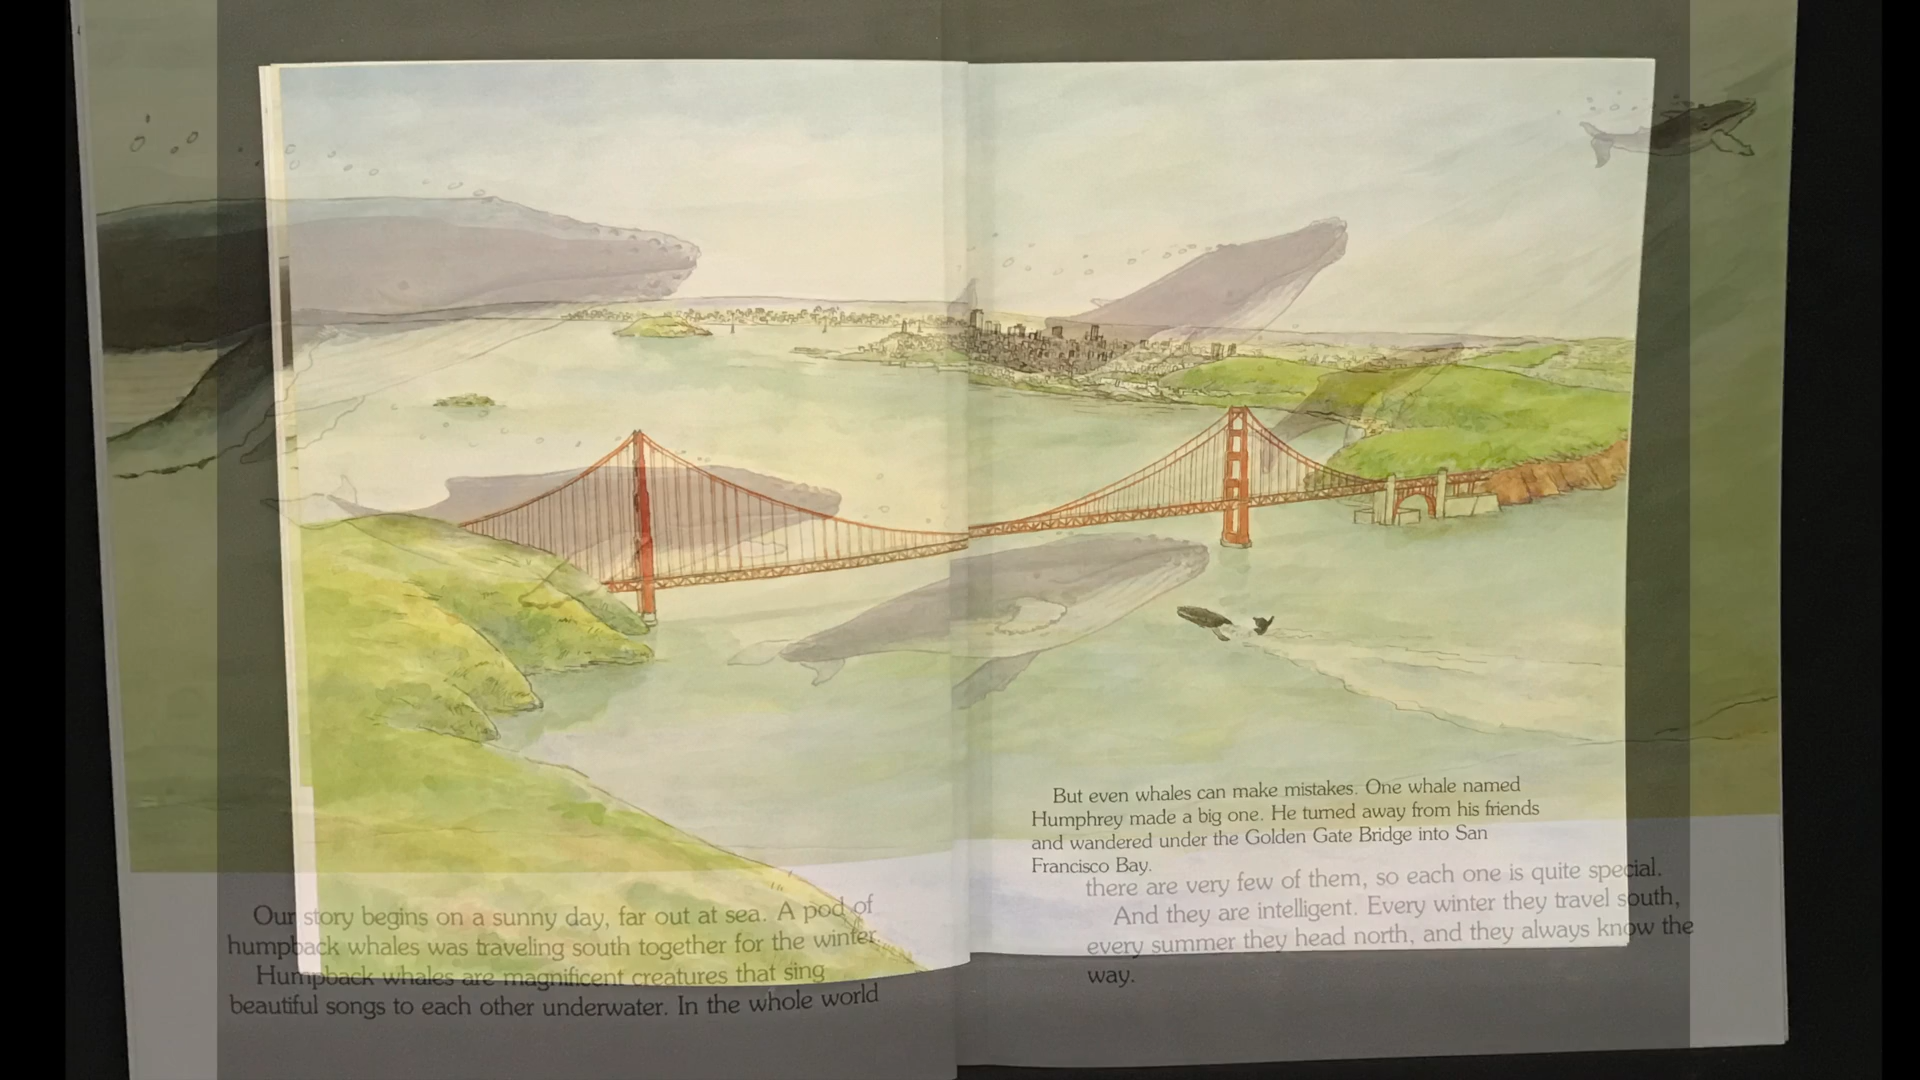 But even whales can make mistakes. One whale named
Humphrey made a big one. He turned away from his friends
and wandered under the Golden Gate Bridge into San
Francisco Bay.
Our story begins on a sunny day, far out at sea. A pod of
humpback whales was traveling south together for the winter.
Humpback whales are magnificent creatures that sing
beautiful songs to each other underwater. In the whole world
there are very few of them, so each one is quite special.
And they are intelligent. Every winter they travel south,
every summer they head north, and they always know the
way.